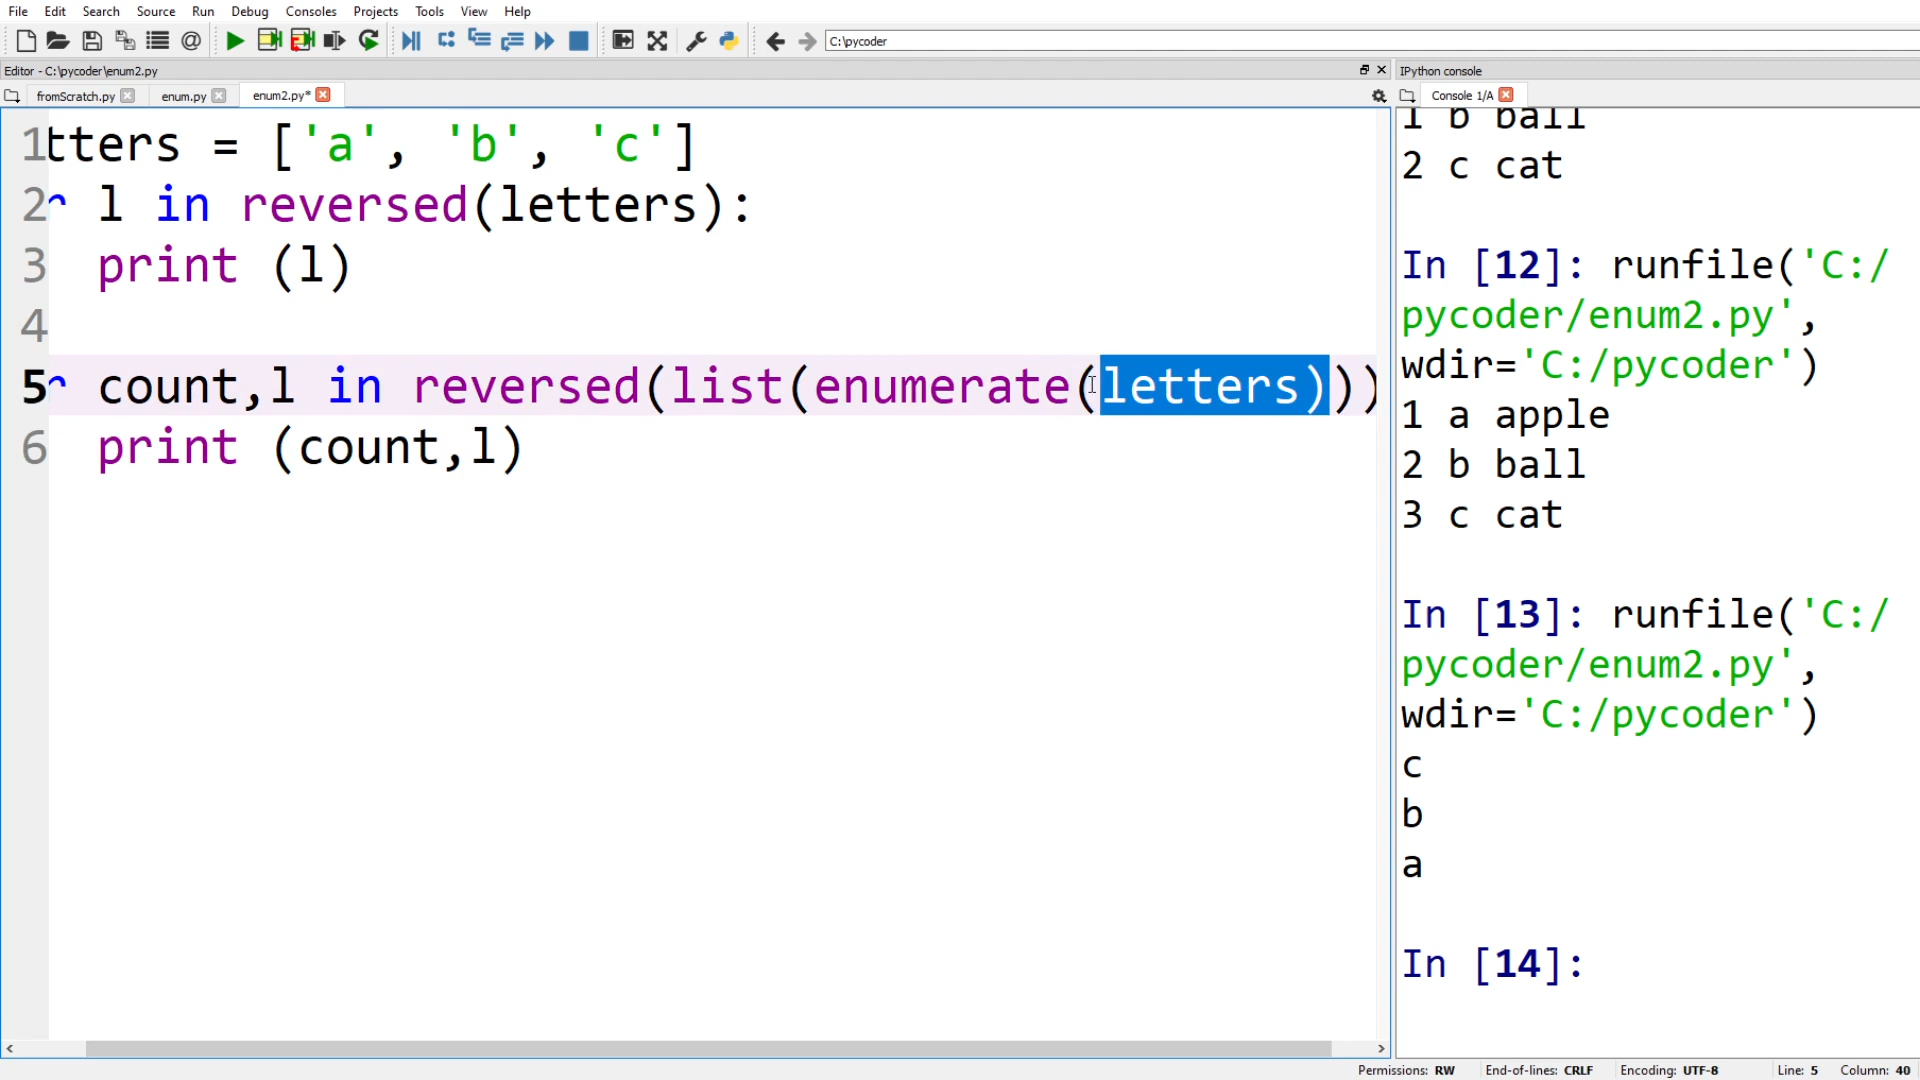 File Edit Search Source Run Debug Consoles Projects Tools View Help
C:\pycoder
Editor - C:\pycoder\enum2.py
IPython console
fromScratch.py enum.py enum2.py*
Console 1/A
1 tters = ['a', 'b', 'c']
2 r l in reversed(letters):
3 print (l)
4
5 r count,l in reversed(list(enumerate(letters)))
6 print (count,l)
1 b ball
2 c cat
In [12]: runfile('C:/
pycoder/enum2.py',
wdir='C:/pycoder')
1 a apple
2 b ball
3 c cat
In [13]: runfile('C:/
pycoder/enum2.py',
wdir='C:/pycoder')
c
b
a
In [14]:
Permissions: RW End-of-lines: CRLF Encoding: UTF-8 Line: 5 Column: 40